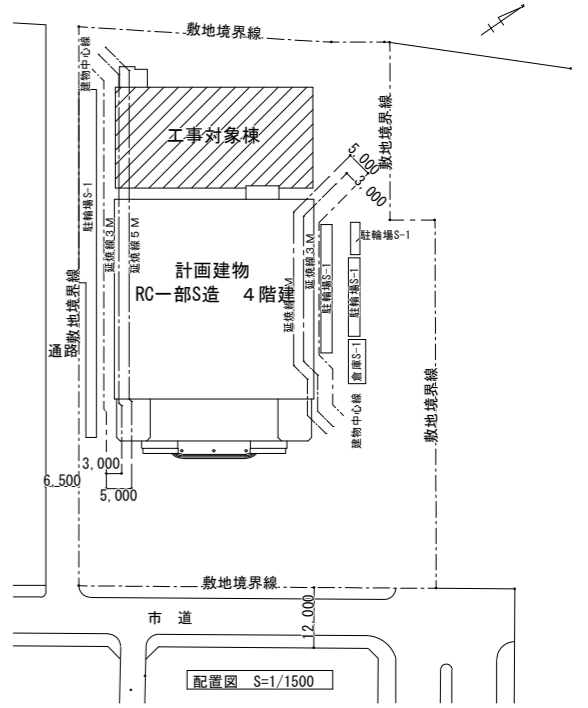 敷地境界線
建物中心線
工事対象棟
5,000
3,000
敷地境界線
駐輪場S-1
延焼線3M
延焼線5M
駐輪場S-1
計画建物
RC一部S造 4階建
延焼線
M
延焼線3M
駐輪場S-1
駐輪場S-1
倉庫S-1
敷地境界線
通路
建物中心線
敷地境界線
3,000
6,500
5,000
敷地境界線
市 道
12,000
配置図 S=1/1500